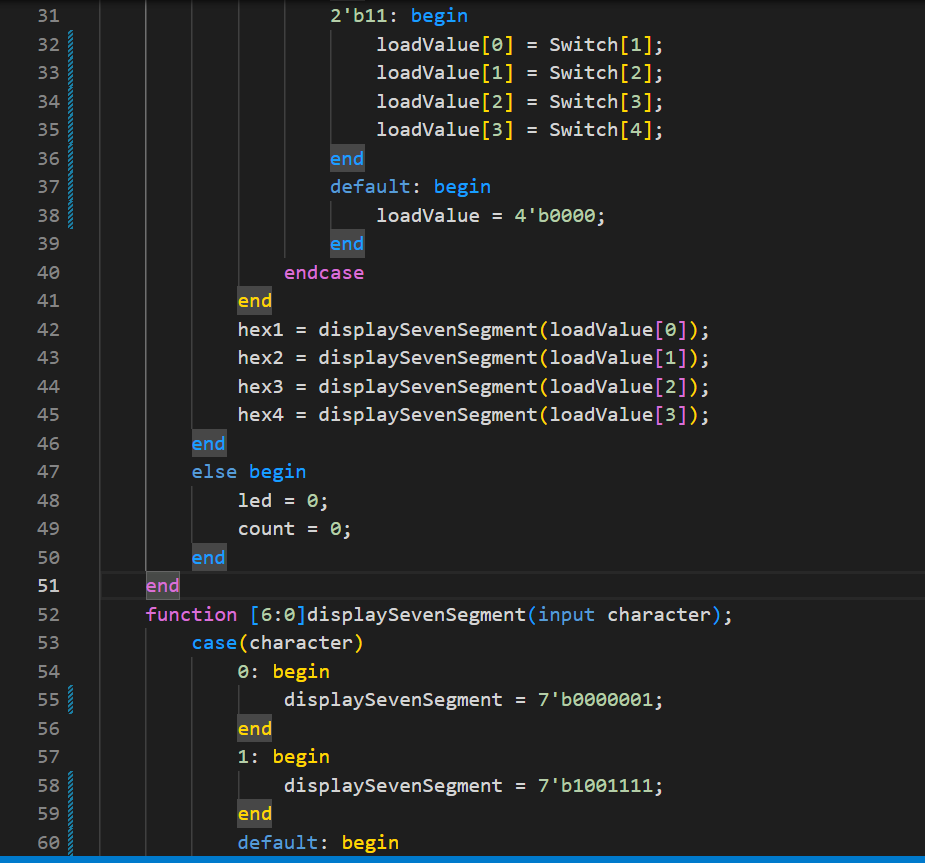 31 2'b11: begin
32 loadValue[0] = Switch[1];
33 loadValue[1] = Switch[2];
34 loadValue[2] = Switch[3];
35 loadValue[3] = Switch[4];
36 end
37 default: begin
38 loadValue = 4'b0000;
39 end
40 endcase
41 end
42 hex1 = displaySevenSegment(loadValue[0]);
43 hex2 = displaySevenSegment(loadValue[1]);
44 hex3 = displaySevenSegment(loadValue[2]);
45 hex4 = displaySevenSegment(loadValue[3]);
46 end
47 else begin
48 led = 0;
49 count = 0;
50 end
51 end
52 function [6:0]displaySevenSegment(input character);
53 case(character)
54 0: begin
55 displaySevenSegment = 7'b0000001;
56 end
57 1: begin
58 displaySevenSegment = 7'b1001111;
59 end
60 default: begin